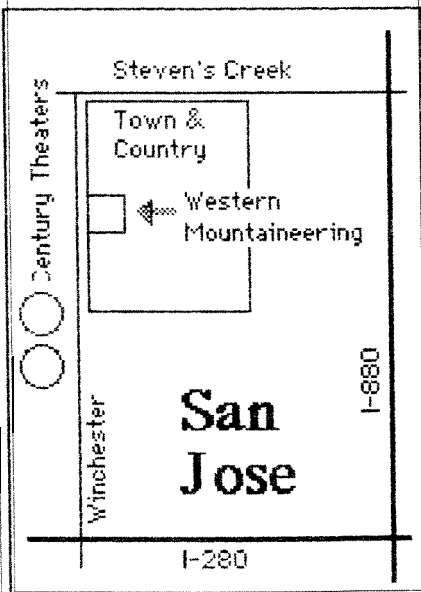 Steven's Creek
Century Theaters
Town &
Country
Western
Mountaineering
I-880
Winchester
San
Jose
I-280